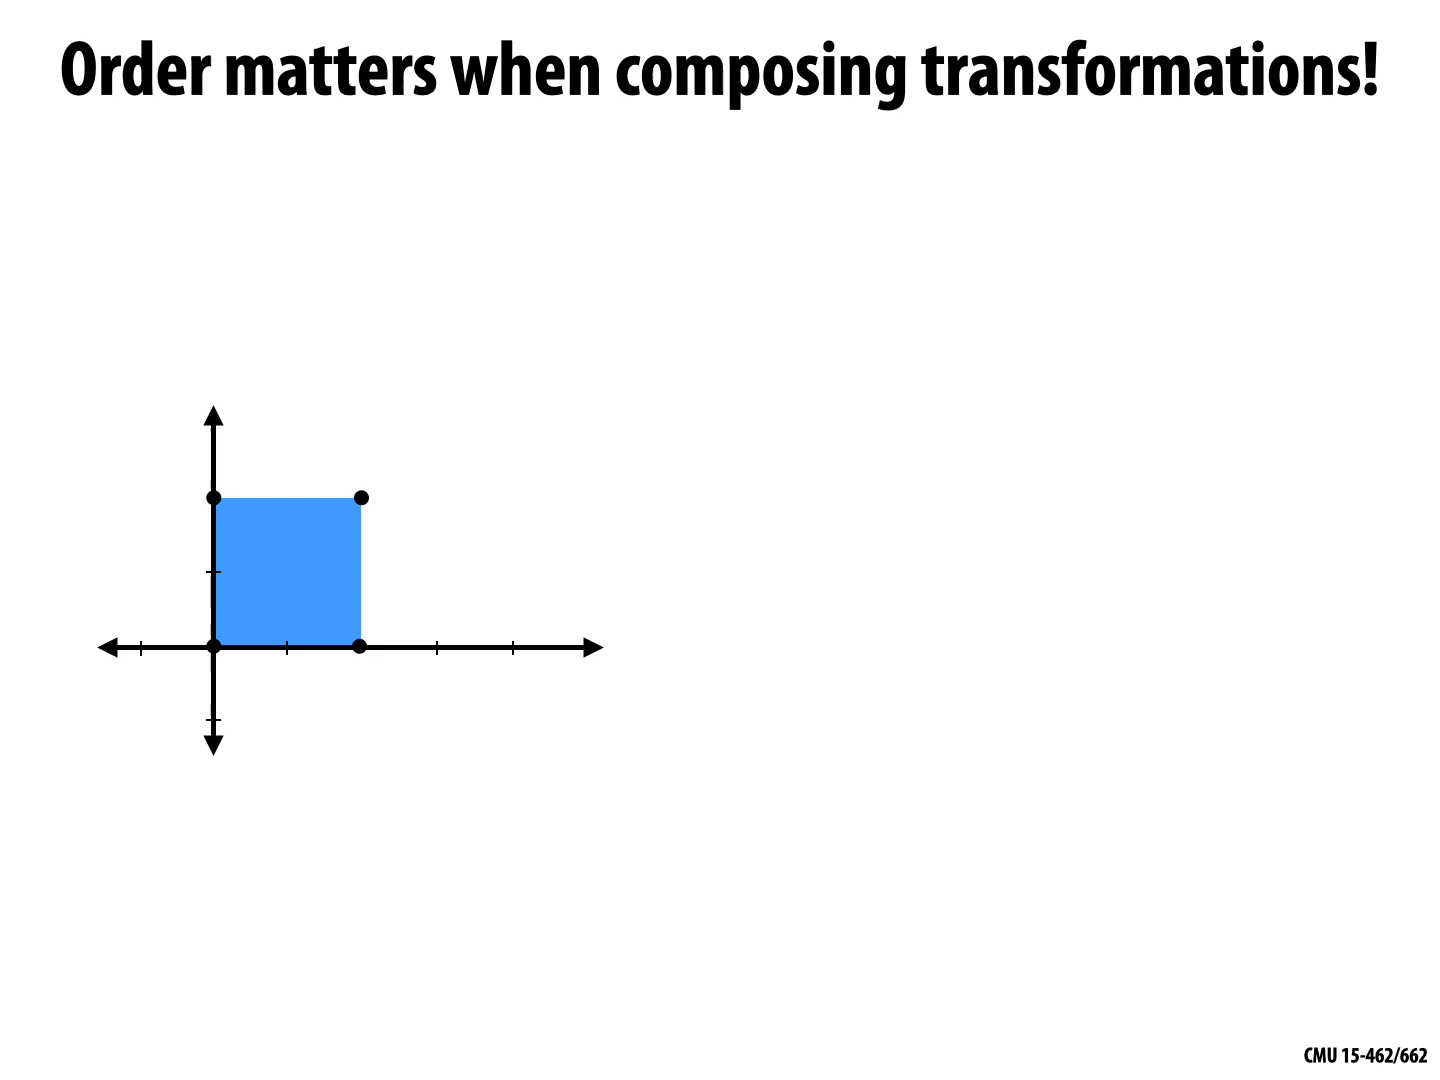 Order matters when composing transformations!
CMU 15-462/662